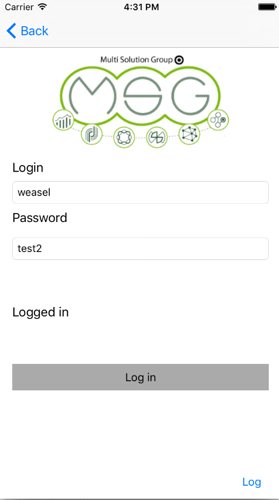 Carrier 4:31 PM
Back
Multi Solution Group
MSG
Login
weasel
Password
test2
Logged in
Log in
Log